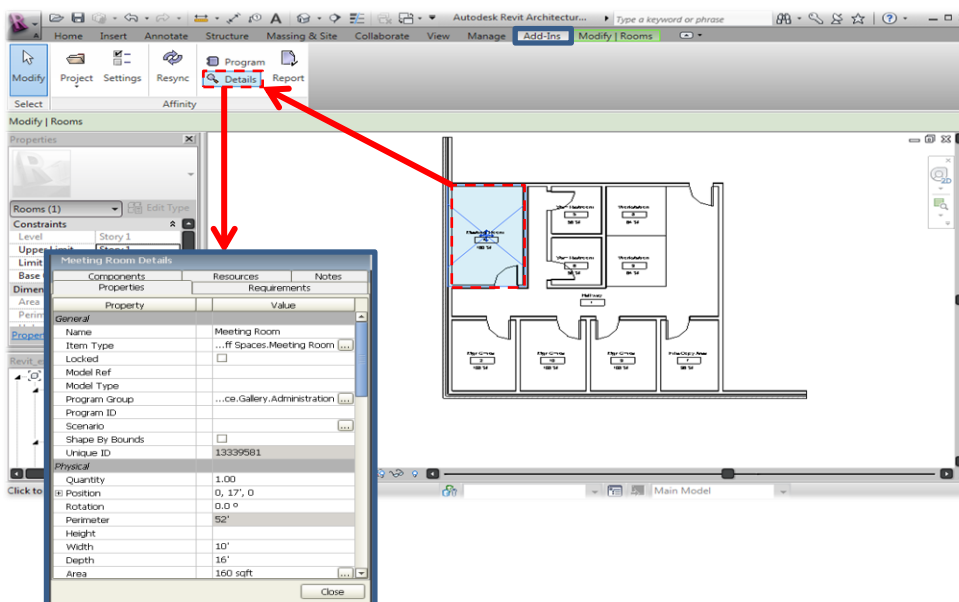 Autodesk Revit Architectur...
Type a keyword or phrase
Home Insert Annotate Structure Massing & Site Collaborate View Manage Add-Ins Modify | Rooms
Modify Project Settings Resync Program Details Report
Select Affinity
Modify | Rooms
Properties
Rooms (1) Edit Type
Constraints
Level Story 1
Upper Limit Story 1
Limit
Base
Dimen
Area
Perim
Propert
Revit_e
Click to
Main Model
2D
Hallway
1
Meeting Room Details
Components Resources Notes
Properties Requirements
Property Value
General
Name Meeting Room
Item Type ...ff Spaces.Meeting Room ...
Locked
Model Ref
Model Type
Program Group ...ce.Gallery.Administration ...
Program ID
Scenario ...
Shape By Bounds
Unique ID 13339581
Physical
Quantity 1.00
Position 0, 17', 0
Rotation 0.0 °
Perimeter 52'
Height
Width 10'
Depth 16'
Area 160 sqft ...
Close